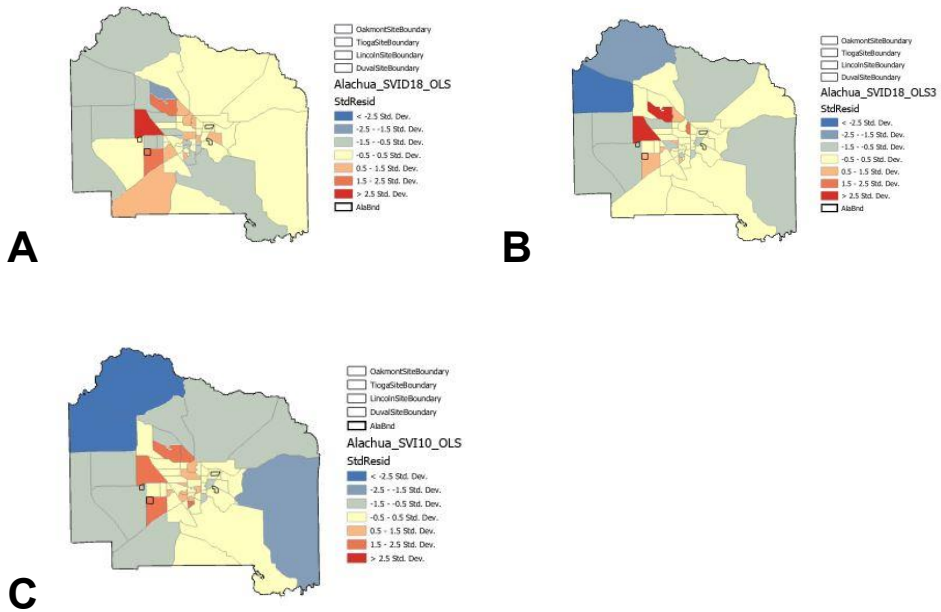 OakmontSiteBoundary
TiogaSiteBoundary
LincolnSiteBoundary
DuvalSiteBoundary
Alachua_SVID18_OLS
StdResid
< -2.5 Std. Dev.
-2.5 - -1.5 Std. Dev.
-1.5 - -0.5 Std. Dev.
-0.5 - 0.5 Std. Dev.
0.5 - 1.5 Std. Dev.
1.5 - 2.5 Std. Dev.
> 2.5 Std. Dev.
AlaBnd
A
OakmontSiteBoundary
TiogaSiteBoundary
LincolnSiteBoundary
DuvalSiteBoundary
Alachua_SVID18_OLS3
StdResid
< -2.5 Std. Dev.
-2.5 - -1.5 Std. Dev.
-1.5 - -0.5 Std. Dev.
-0.5 - 0.5 Std. Dev.
0.5 - 1.5 Std. Dev.
1.5 - 2.5 Std. Dev.
> 2.5 Std. Dev.
AlaBnd
B
OakmontSiteBoundary
TiogaSiteBoundary
LincolnSiteBoundary
DuvalSiteBoundary
AlaBnd
Alachua_SVI10_OLS
StdResid
< -2.5 Std. Dev.
-2.5 - -1.5 Std. Dev.
-1.5 - -0.5 Std. Dev.
-0.5 - 0.5 Std. Dev.
0.5 - 1.5 Std. Dev.
1.5 - 2.5 Std. Dev.
> 2.5 Std. Dev.
C